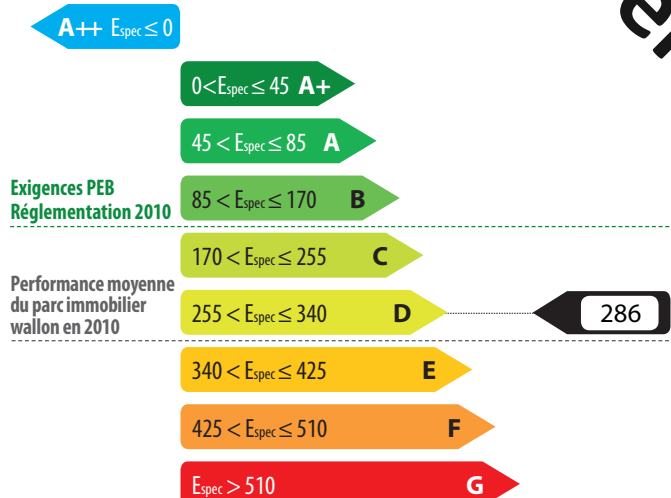 A++ Espec ≤ 0
ep
0<Espec ≤ 45 A+
45 < Espec ≤ 85 A
Exigences PEB
Réglementation 2010
85 < Espec ≤ 170 B
170 < Espec ≤ 255 C
Performance moyenne
du parc immobilier
wallon en 2010
255 < Espec ≤ 340 D
286
340 < Espec ≤ 425 E
425 < Espec ≤ 510 F
Espec > 510 G